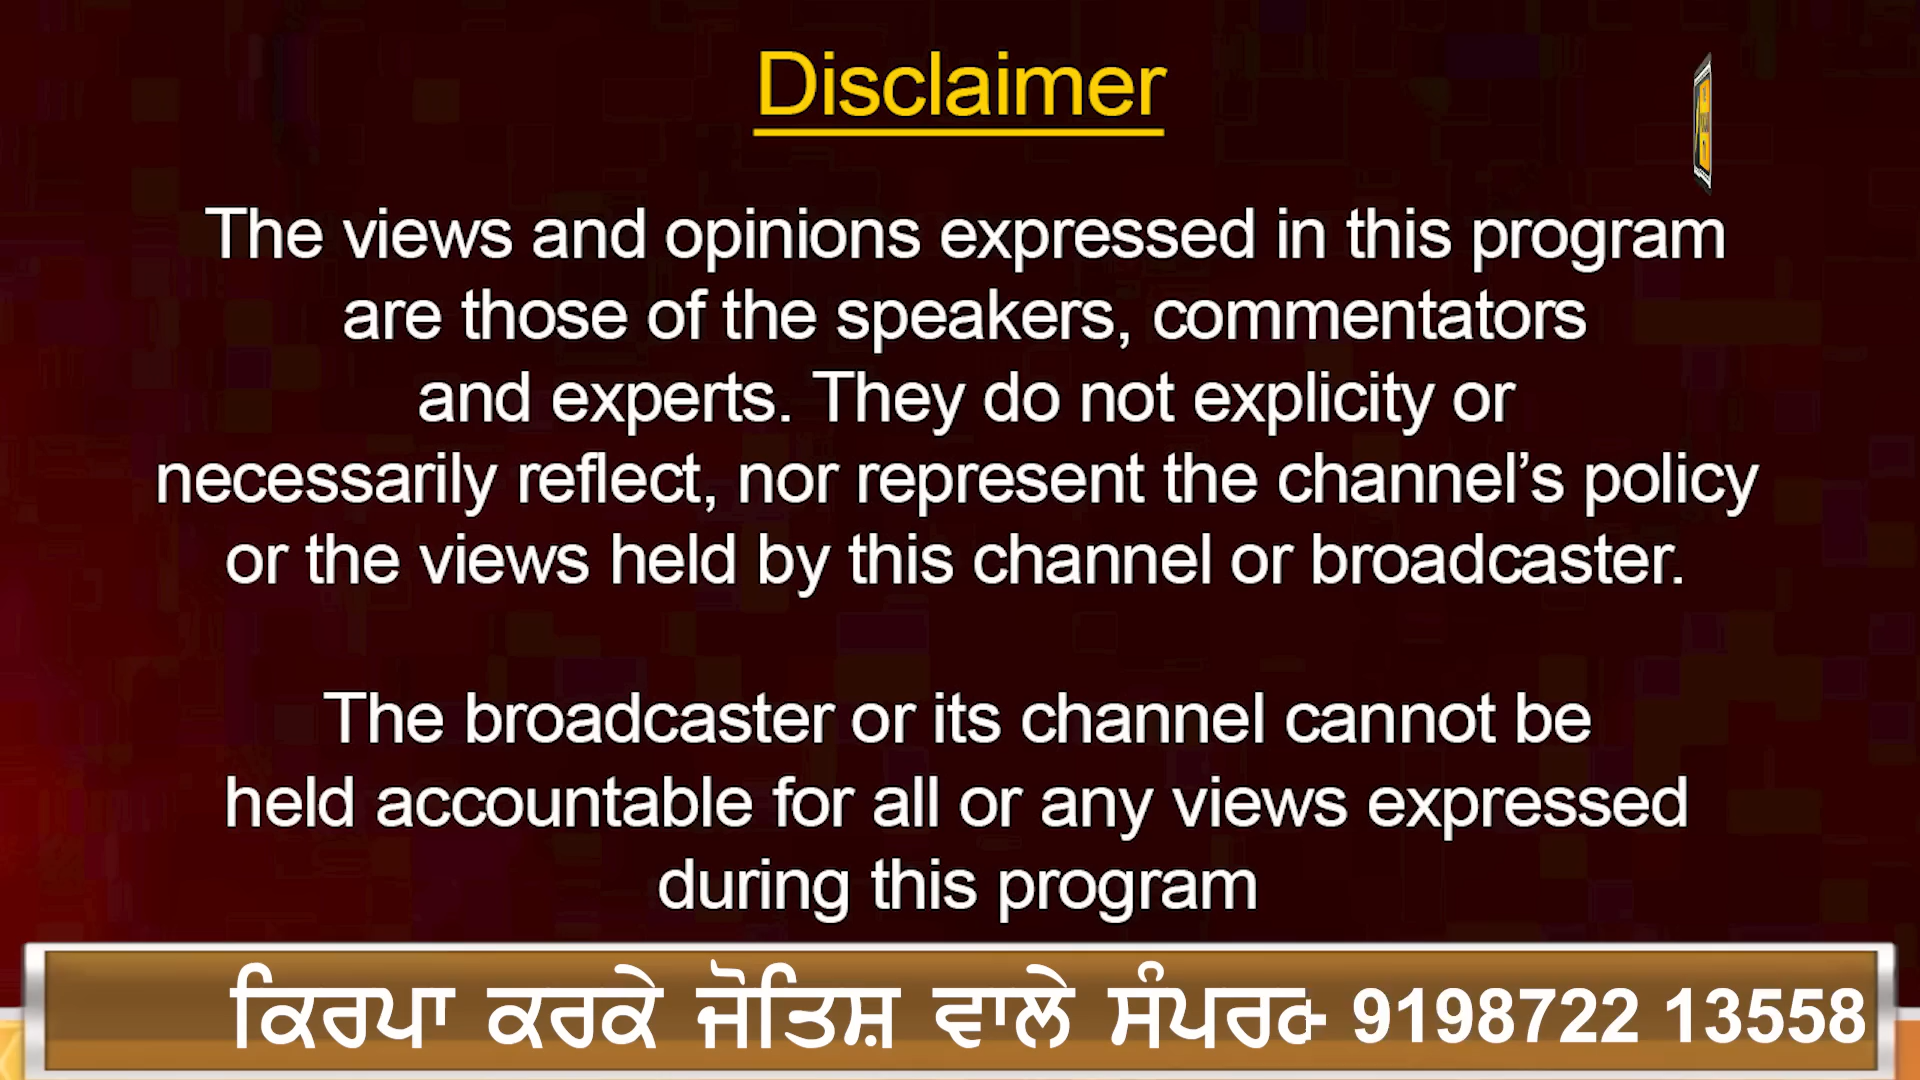 Disclaimer
The views and opinions expressed in this program
are those of the speakers, commentators
and experts. They do not explicity or
necessarily reflect, nor represent the channel’s policy
or the views held by this channel or broadcaster.
The broadcaster or its channel cannot be
held accountable for all or any views expressed
during this program
ਕਿਰਪਾ ਕਰਕੇ ਜੋਤਿਸ਼ ਵਾਲੇ - 9198722 13558